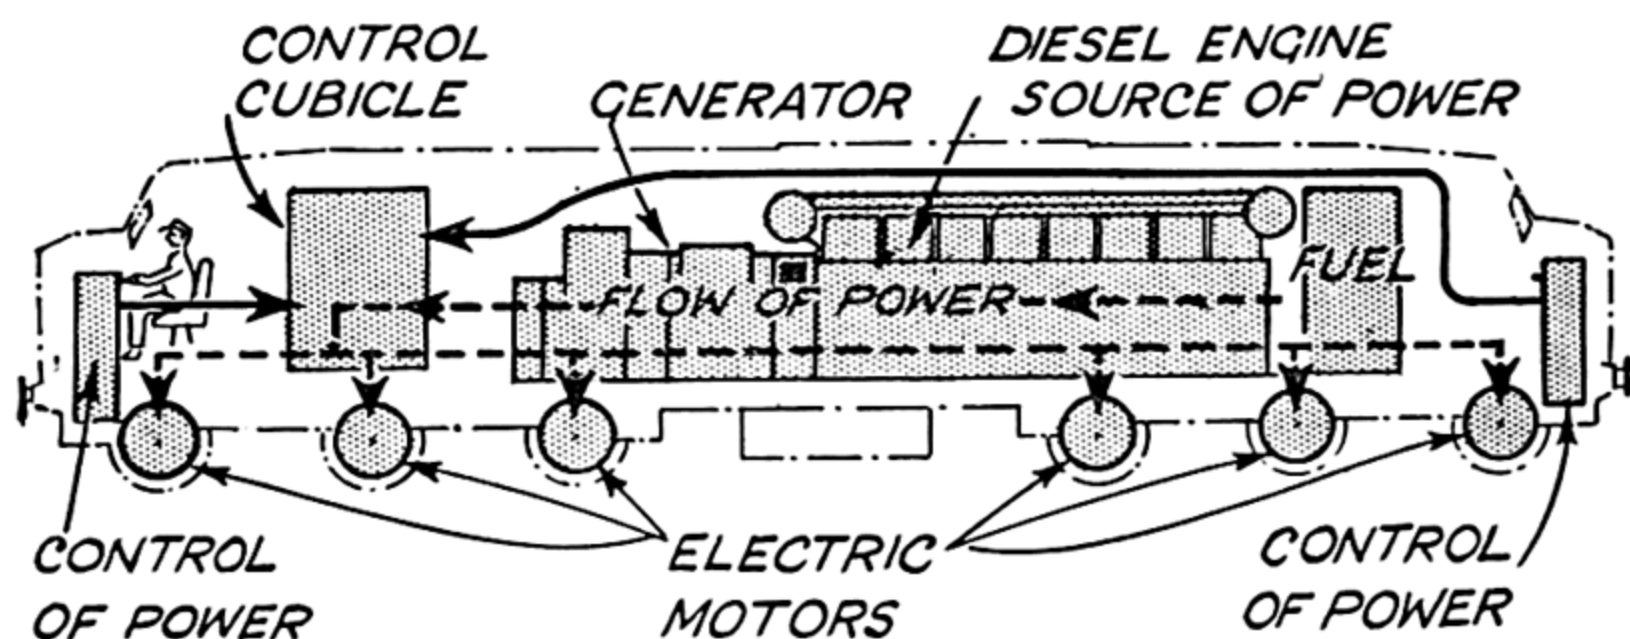 CONTROL
CUBICLE
GENERATOR
DIESEL ENGINE
SOURCE OF POWER
FUEL
FLOW OF POWER
CONTROL
OF POWER
ELECTRIC
MOTORS
CONTROL
OF POWER